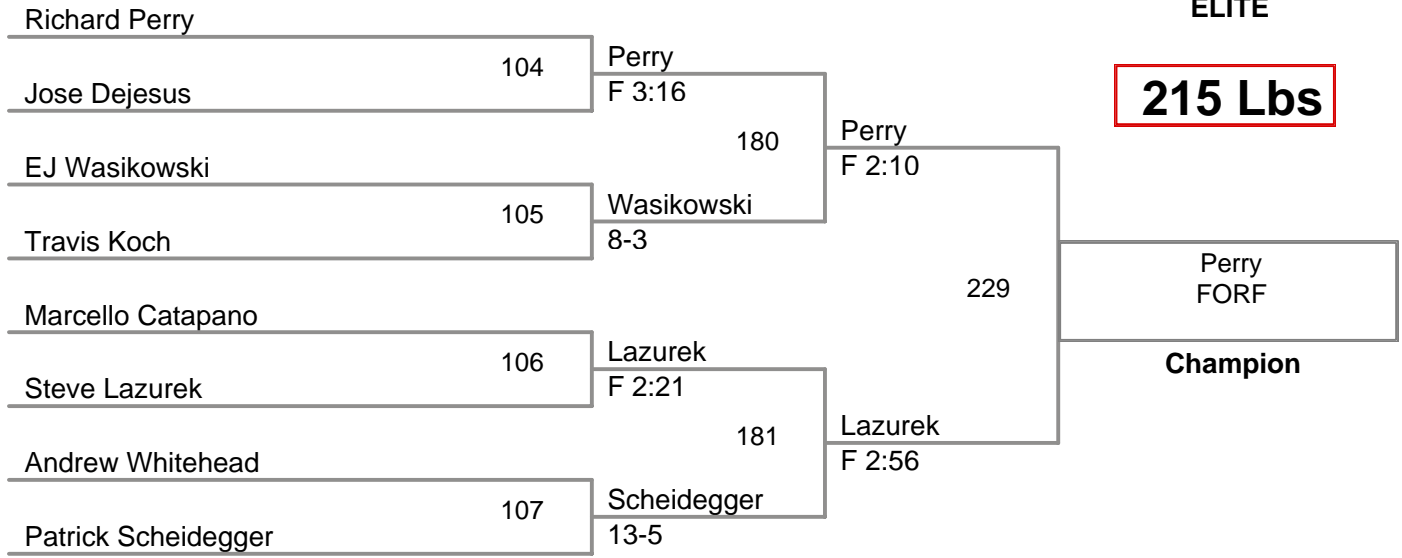 ELITE
215 Lbs
Richard Perry
104
Jose Dejesus
EJ Wasikowski
105
Travis Koch
Marcello Catapano
106
Steve Lazurek
Andrew Whitehead
107
Patrick Scheidegger
Perry
F 3:16
180
Wasikowski
8-3
Lazurek
F 2:21
181
Scheidegger
13-5
Perry
F 2:10
229
Lazurek
F 2:56
Perry
FORF
Champion